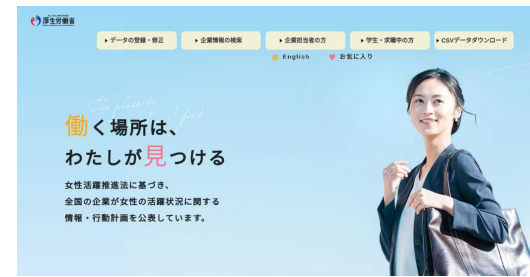 厚生労働省
データの登録・修正
企業情報の検索
企業担当者の方
学生・求職中の方
CSVデータダウンロード
English
お気に入り
働く場所は、
わたしが見つける
女性活躍推進法に基づき、
全国の企業が女性の活躍状況に関する
情報・行動計画を公表しています。